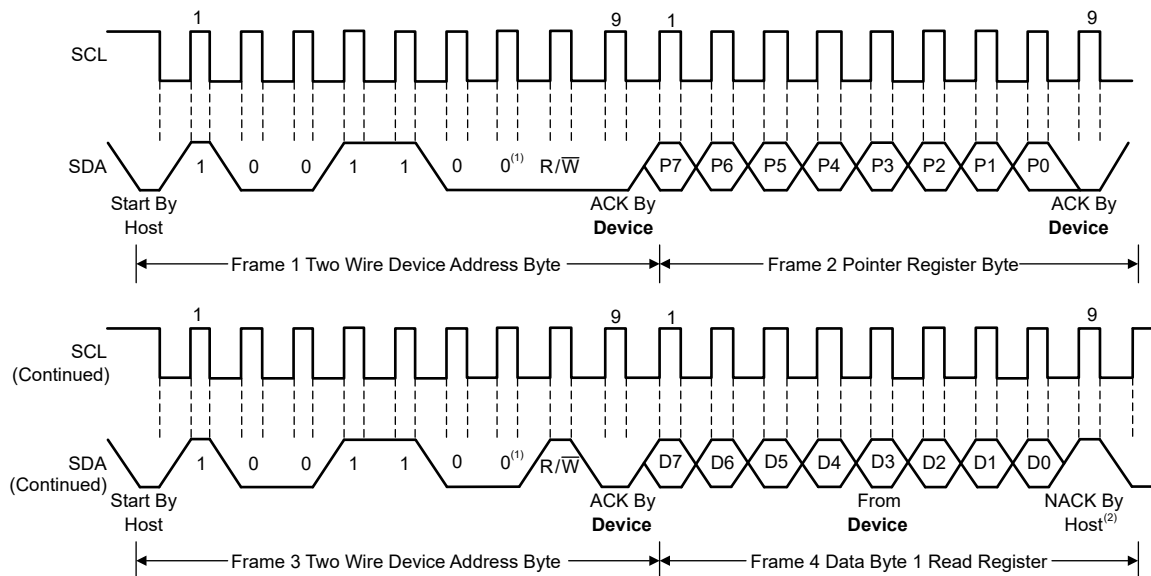 1 9 1 9
SCL
SDA 1 0 0 1 1 0 0(1) R/W̅ P7 P6 P5 P4 P3 P2 P1 P0
Start By Host
ACK By Device
ACK By Device
Frame 1 Two Wire Device Address Byte
Frame 2 Pointer Register Byte
1 9 1 9
SCL
(Continued)
SDA
(Continued)
1 0 0 1 1 0 0(1) R/W̅ D7 D6 D5 D4 D3 D2 D1 D0
Start By
Host
ACK By
Device
From
Device
NACK By
Host(2)
Frame 3 Two Wire Device Address Byte
Frame 4 Data Byte 1 Read Register